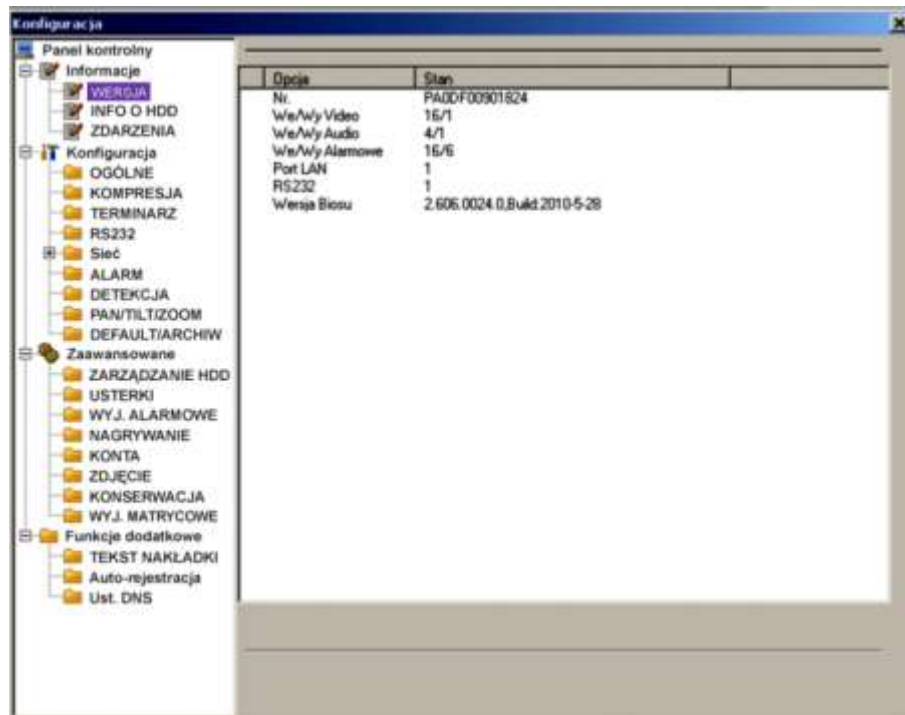 Konfiguracja
Panel kontrolny
Informacje
WERSJA
INFO O HDD
ZDARZENIA
Konfiguracja
OGÓLNE
KOMPRESJA
TERMINARZ
RS232
Sieć
ALARM
DETEKCJA
PAN/TILT/ZOOM
DEFAULT/ARCHIW
Zaawansowane
ZARZĄDZANIE HDD
USTERKI
WYJ. ALARMOWE
NAGRYWANIE
KONTA
ZDJĘCIE
KONSERWACJA
WYJ. MATRYCOWE
Funkcje dodatkowe
TEKST NAKŁADKI
Auto-rejestracja
Ust. DNS
Opcja Stan
Nr. PA0DF00901824
We/Wy Video 16/1
We/Wy Audio 4/1
We/Wy Alarmowe 16/6
Port LAN 1
RS232 1
Wersja Biosu 2.606.0024.0,Build:2010-5-28